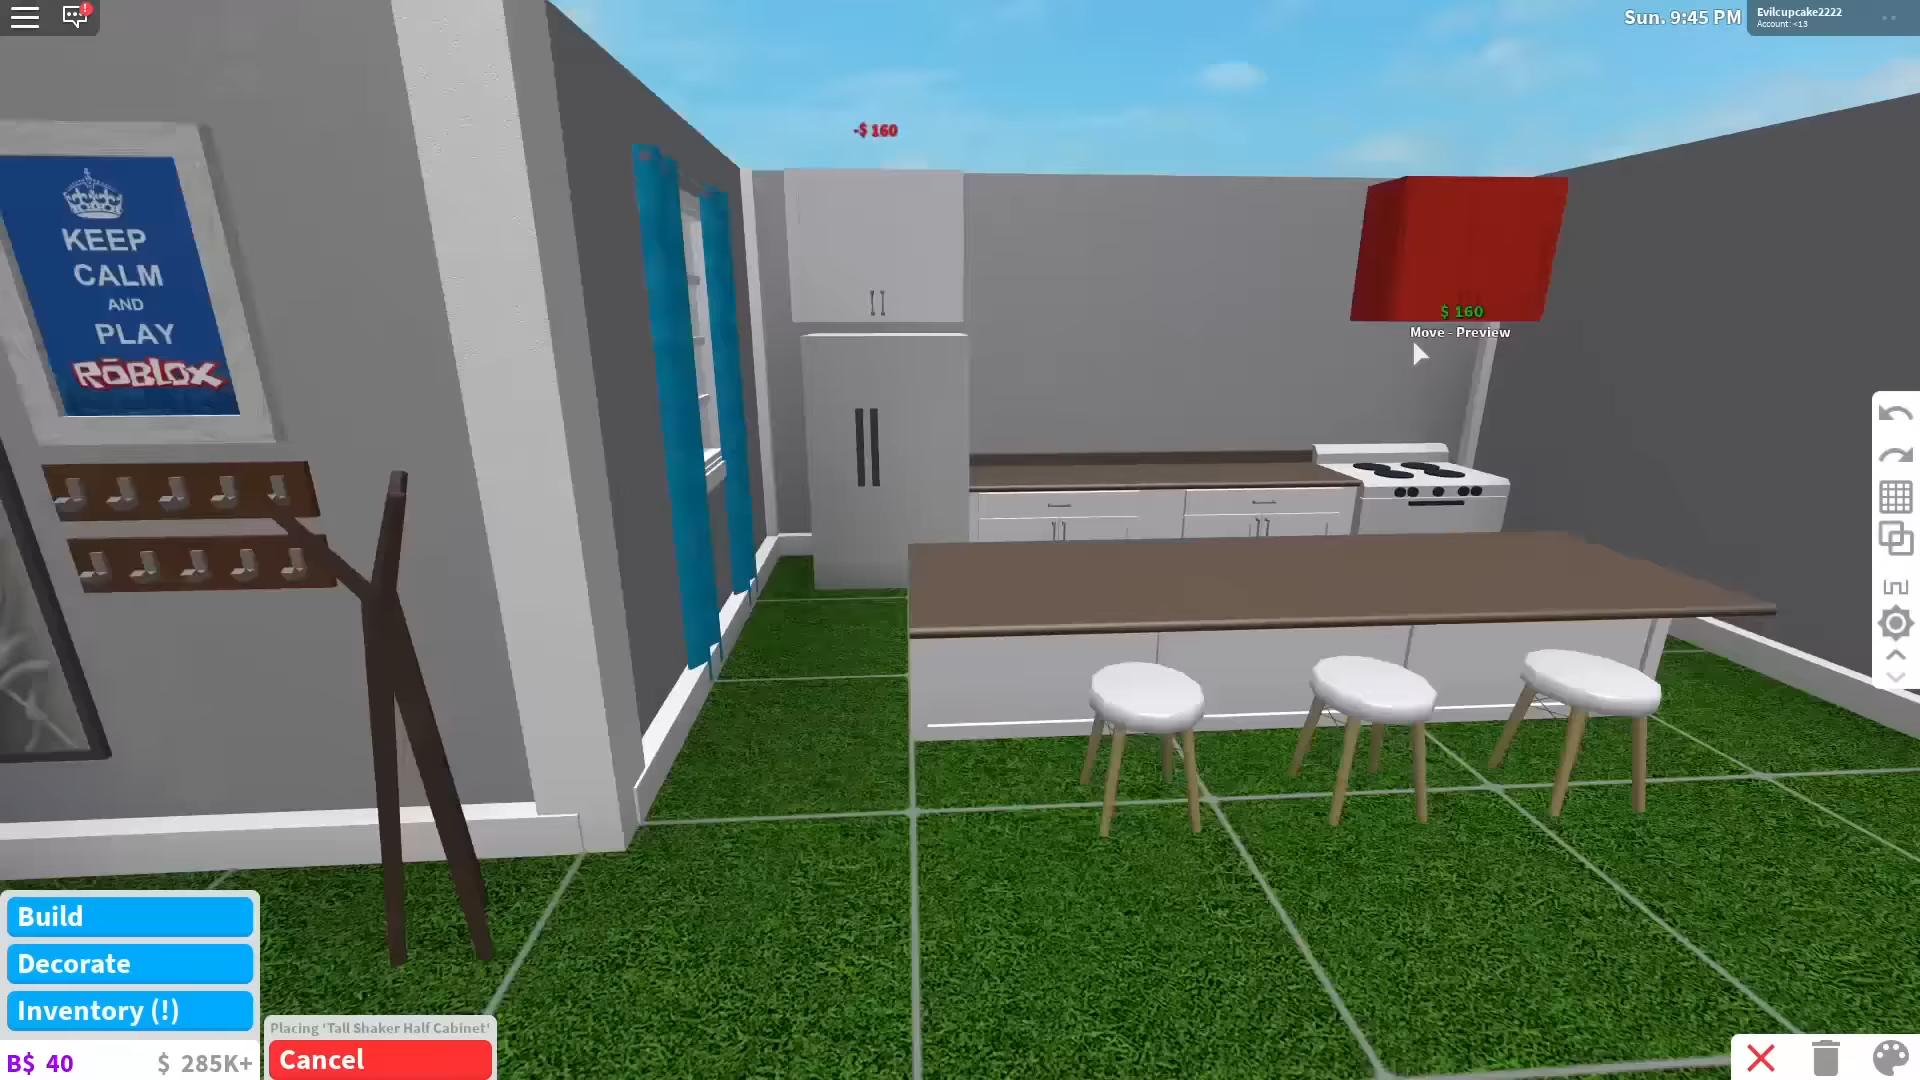 Sun. 9:45 PM
Evilcupcake2222
Account: <13
-$ 160
KEEP
CALM
AND
PLAY
ROBLOX
$ 160
Move - Preview
Build
Decorate
Inventory (!)
B$ 40
$ 285K+
Placing 'Tall Shaker Half Cabinet'
Cancel